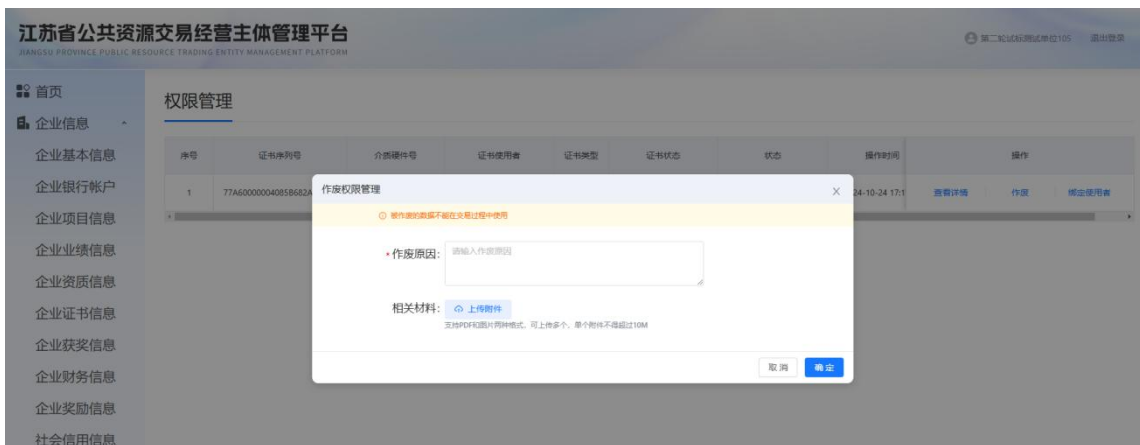 江苏省公共资源交易经营主体管理平台
JIANGSU PROVINCE PUBLIC RESOURCE TRADING ENTITY MANAGEMENT PLATFORM
第二轮试标测试单位105 退出登录
首页
企业信息
企业基本信息
企业银行帐户
企业项目信息
企业业绩信息
企业资质信息
企业证书信息
企业获奖信息
企业财务信息
企业奖励信息
社会信用信息
权限管理
序号 证书序列号 介质硬件号 证书使用者 证书类型 证书状态 状态 操作时间 操作
1 77A60000004085B682A 24-10-24 17:1 查看详情 作废 绑定使用者
作废权限管理
被作废的数据不能在交易过程中使用
*作废原因: 请输入作废原因
相关材料: 上传附件
支持PDF和图片两种格式、可上传多个、单个附件不得超过10M
取消 确定